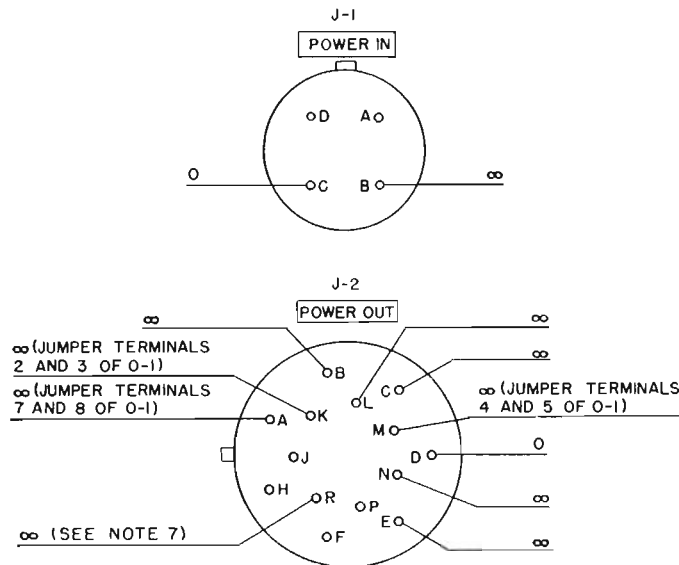 J-1
POWER IN
D A
O C B ∞
J-2
POWER OUT
∞ ∞
∞ (JUMPER TERMINALS
2 AND 3 OF O-1)
B C ∞
∞ (JUMPER TERMINALS
7 AND 8 OF O-1)
L
∞ (JUMPER TERMINALS
4 AND 5 OF O-1)
A K M
J D O
H R N ∞
P
∞ (SEE NOTE 7)
F E ∞